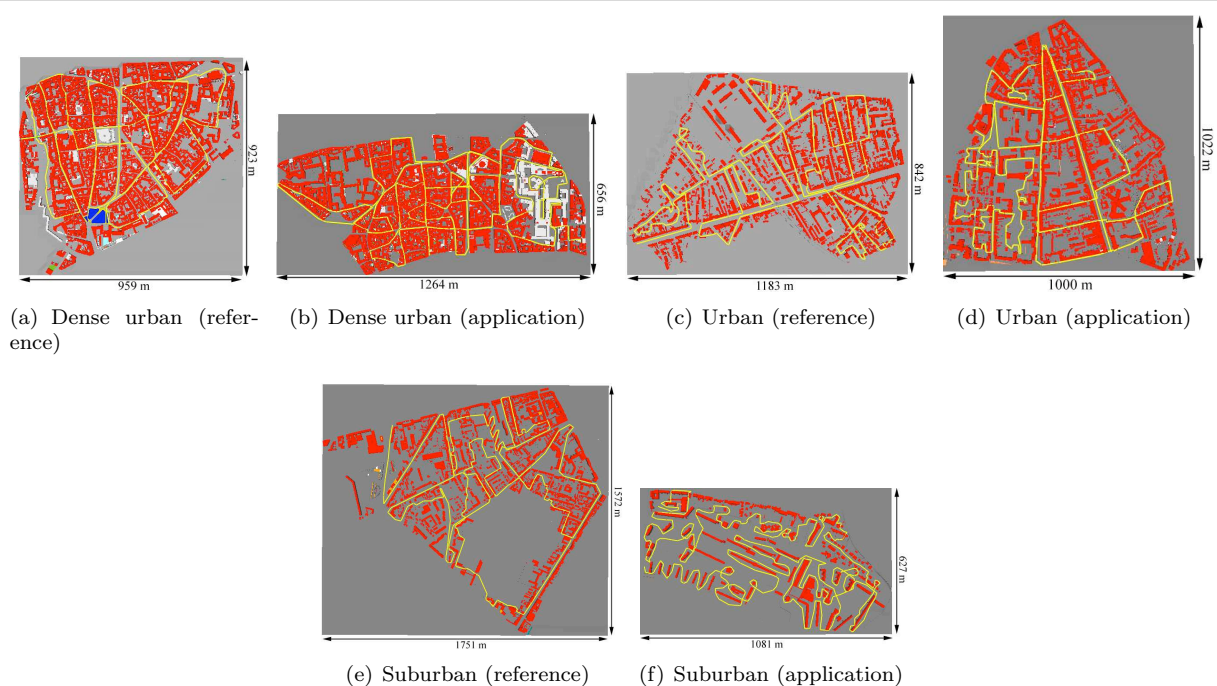 923 m
959 m
(a) Dense urban (refer-
ence)
656 m
1264 m
(b) Dense urban (application)
842 m
1183 m
(c) Urban (reference)
1022 m
1000 m
(d) Urban (application)
1572 m
1751 m
(e) Suburban (reference)
627 m
1081 m
(f) Suburban (application)